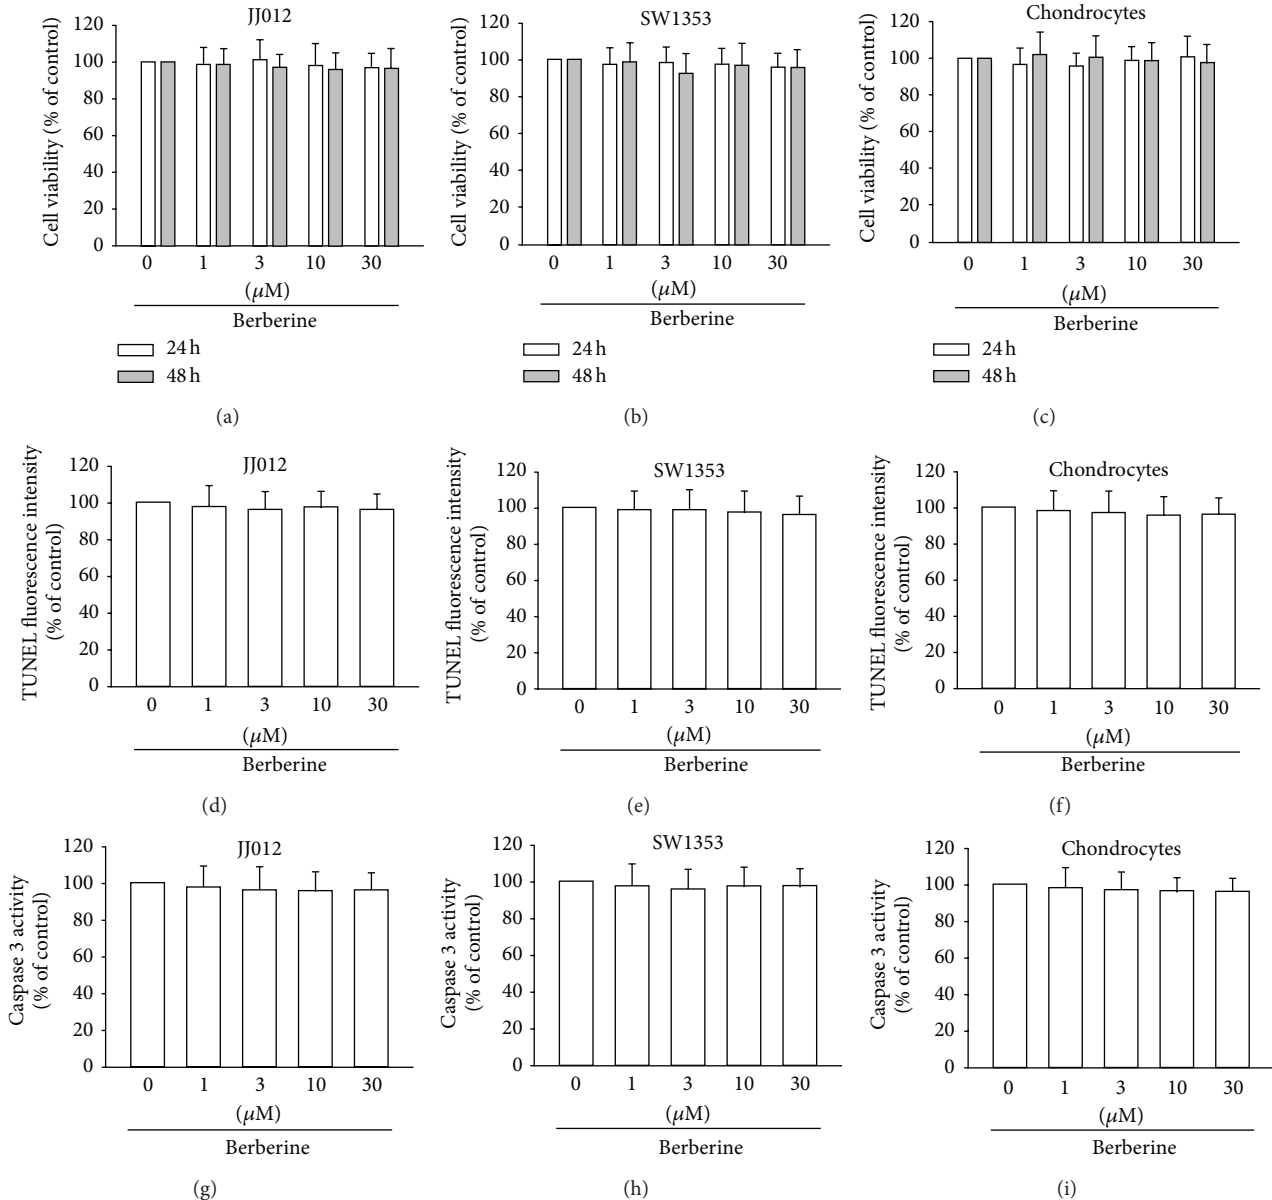 JJ012
Cell viability (% of control)
120
100
80
60
40
20
0
0 1 3 10 30
(μM)
Berberine
24 h
48 h
(a)
SW1353
Cell viability (% of control)
120
100
80
60
40
20
0
0 1 3 10 30
(μM)
Berberine
24 h
48 h
(b)
Chondrocytes
Cell viability (% of control)
120
100
80
60
40
20
0
0 1 3 10 30
(μM)
Berberine
24 h
48 h
(c)
JJ012
TUNEL fluorescence intensity
(% of control)
120
100
80
60
40
20
0
0 1 3 10 30
(μM)
Berberine
(d)
SW1353
TUNEL fluorescence intensity
(% of control)
120
100
80
60
40
20
0
0 1 3 10 30
(μM)
Berberine
(e)
Chondrocytes
TUNEL fluorescence intensity
(% of control)
120
100
80
60
40
20
0
0 1 3 10 30
(μM)
Berberine
(f)
JJ012
Caspase 3 activity
(% of control)
120
100
80
60
40
20
0
0 1 3 10 30
(μM)
Berberine
(g)
SW1353
Caspase 3 activity
(% of control)
120
100
80
60
40
20
0
0 1 3 10 30
(μM)
Berberine
(h)
Chondrocytes
Caspase 3 activity
(% of control)
120
100
80
60
40
20
0
0 1 3 10 30
(μM)
Berberine
(i)